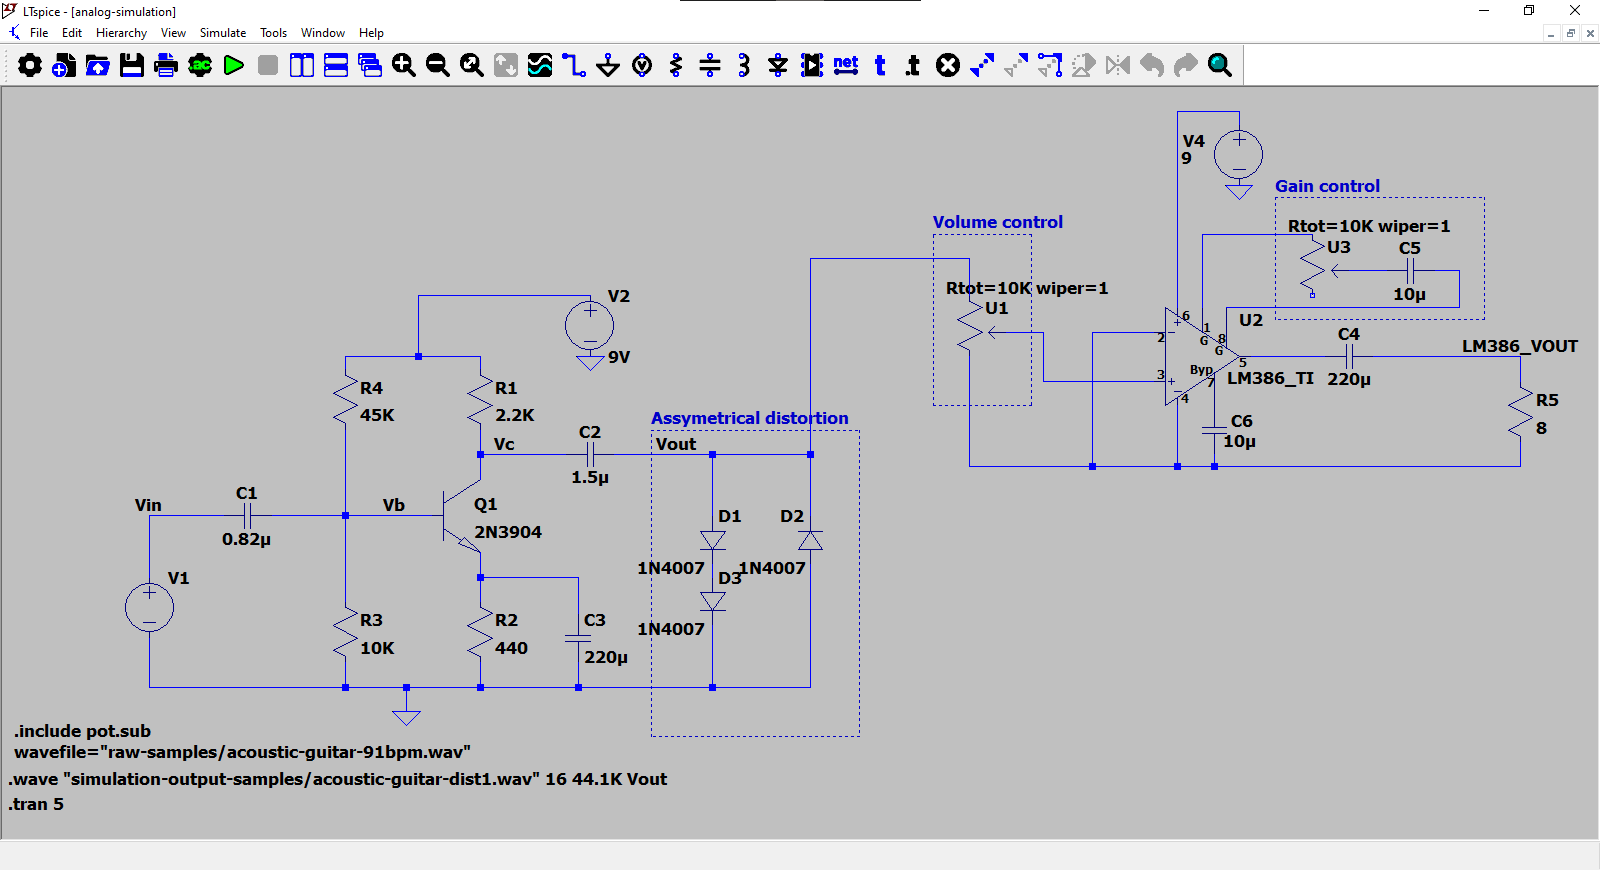 LTspice - [analog-simulation]
File Edit Hierarchy View Simulate Tools Window Help
.ac net t .t
V4
9
Gain control
Rtot=10K wiper=1
U3
C5
10µ
Volume control
Rtot=10K wiper=1
U1
V2
9V
6
1
G
8
G
U2
2
3
Byp
7
4
5
LM386_TI
C4
220µ
LM386_VOUT
R5
8
C6
10µ
R4
45K
R1
2.2K
Assymetrical distortion
Vc
C2
1.5µ
Vout
Vin
C1
0.82µ
Vb
Q1
2N3904
D1
1N4007
D2
1N4007
D3
1N4007
V1
R3
10K
R2
440
C3
220µ
.include pot.sub
wavefile="raw-samples/acoustic-guitar-91bpm.wav"
.wave "simulation-output-samples/acoustic-guitar-dist1.wav" 16 44.1K Vout
.tran 5